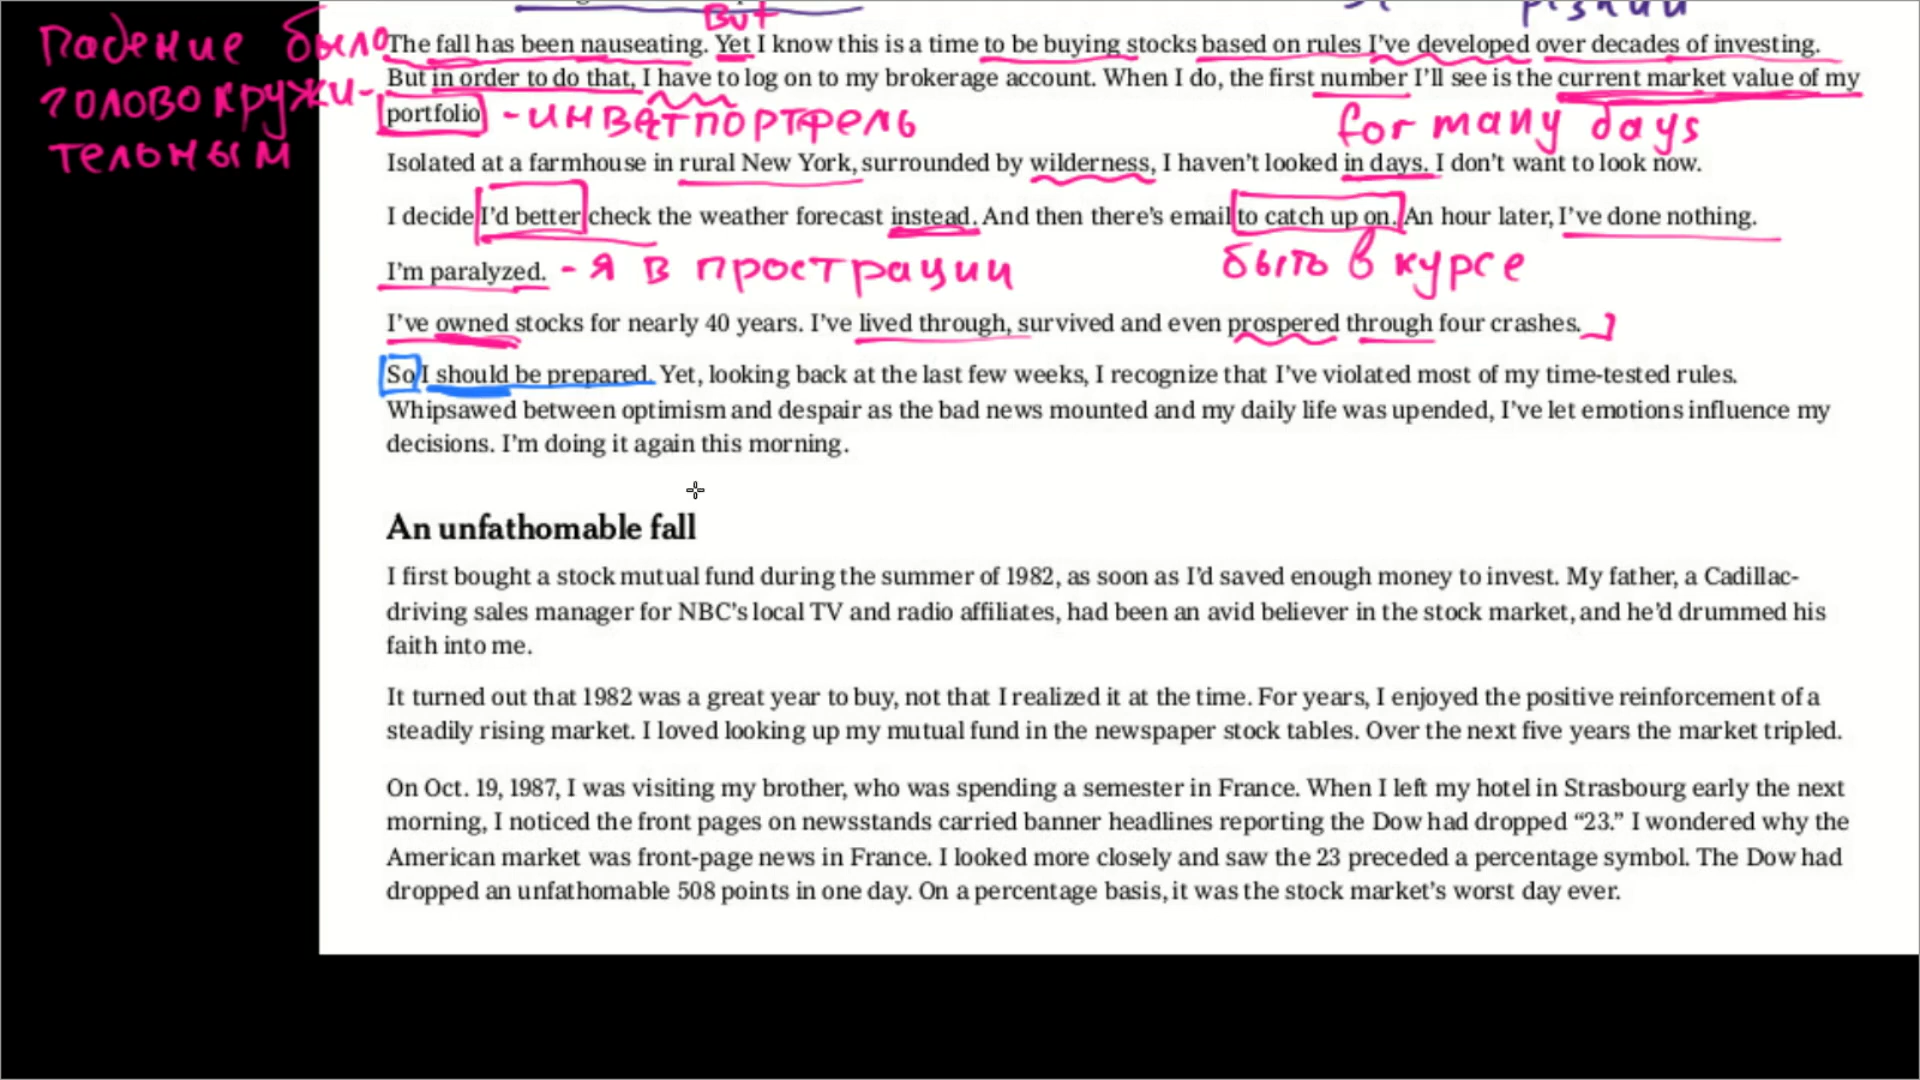 But
різний
Падение было
головокружи-
тельным
The fall has been nauseating. Yet I know this is a time to be buying stocks based on rules I've developed over decades of investing.
But in order to do that, I have to log on to my brokerage account. When I do, the first number I'll see is the current market value of my
portfolio - инвестпортфель
for many days
Isolated at a farmhouse in rural New York, surrounded by wilderness, I haven't looked in days. I don't want to look now.
I decide I'd better check the weather forecast instead. And then there's email to catch up on. An hour later, I've done nothing.
I'm paralyzed. - я в прострации
быть в курсе
I've owned stocks for nearly 40 years. I've lived through, survived and even prospered through four crashes.
So I should be prepared. Yet, looking back at the last few weeks, I recognize that I've violated most of my time-tested rules.
Whipsawed between optimism and despair as the bad news mounted and my daily life was upended, I've let emotions influence my
decisions. I'm doing it again this morning.
An unfathomable fall
I first bought a stock mutual fund during the summer of 1982, as soon as I'd saved enough money to invest. My father, a Cadillac-
driving sales manager for NBC's local TV and radio affiliates, had been an avid believer in the stock market, and he'd drummed his
faith into me.
It turned out that 1982 was a great year to buy, not that I realized it at the time. For years, I enjoyed the positive reinforcement of a
steadily rising market. I loved looking up my mutual fund in the newspaper stock tables. Over the next five years the market tripled.
On Oct. 19, 1987, I was visiting my brother, who was spending a semester in France. When I left my hotel in Strasbourg early the next
morning, I noticed the front pages on newsstands carried banner headlines reporting the Dow had dropped “23.” I wondered why the
American market was front-page news in France. I looked more closely and saw the 23 preceded a percentage symbol. The Dow had
dropped an unfathomable 508 points in one day. On a percentage basis, it was the stock market's worst day ever.